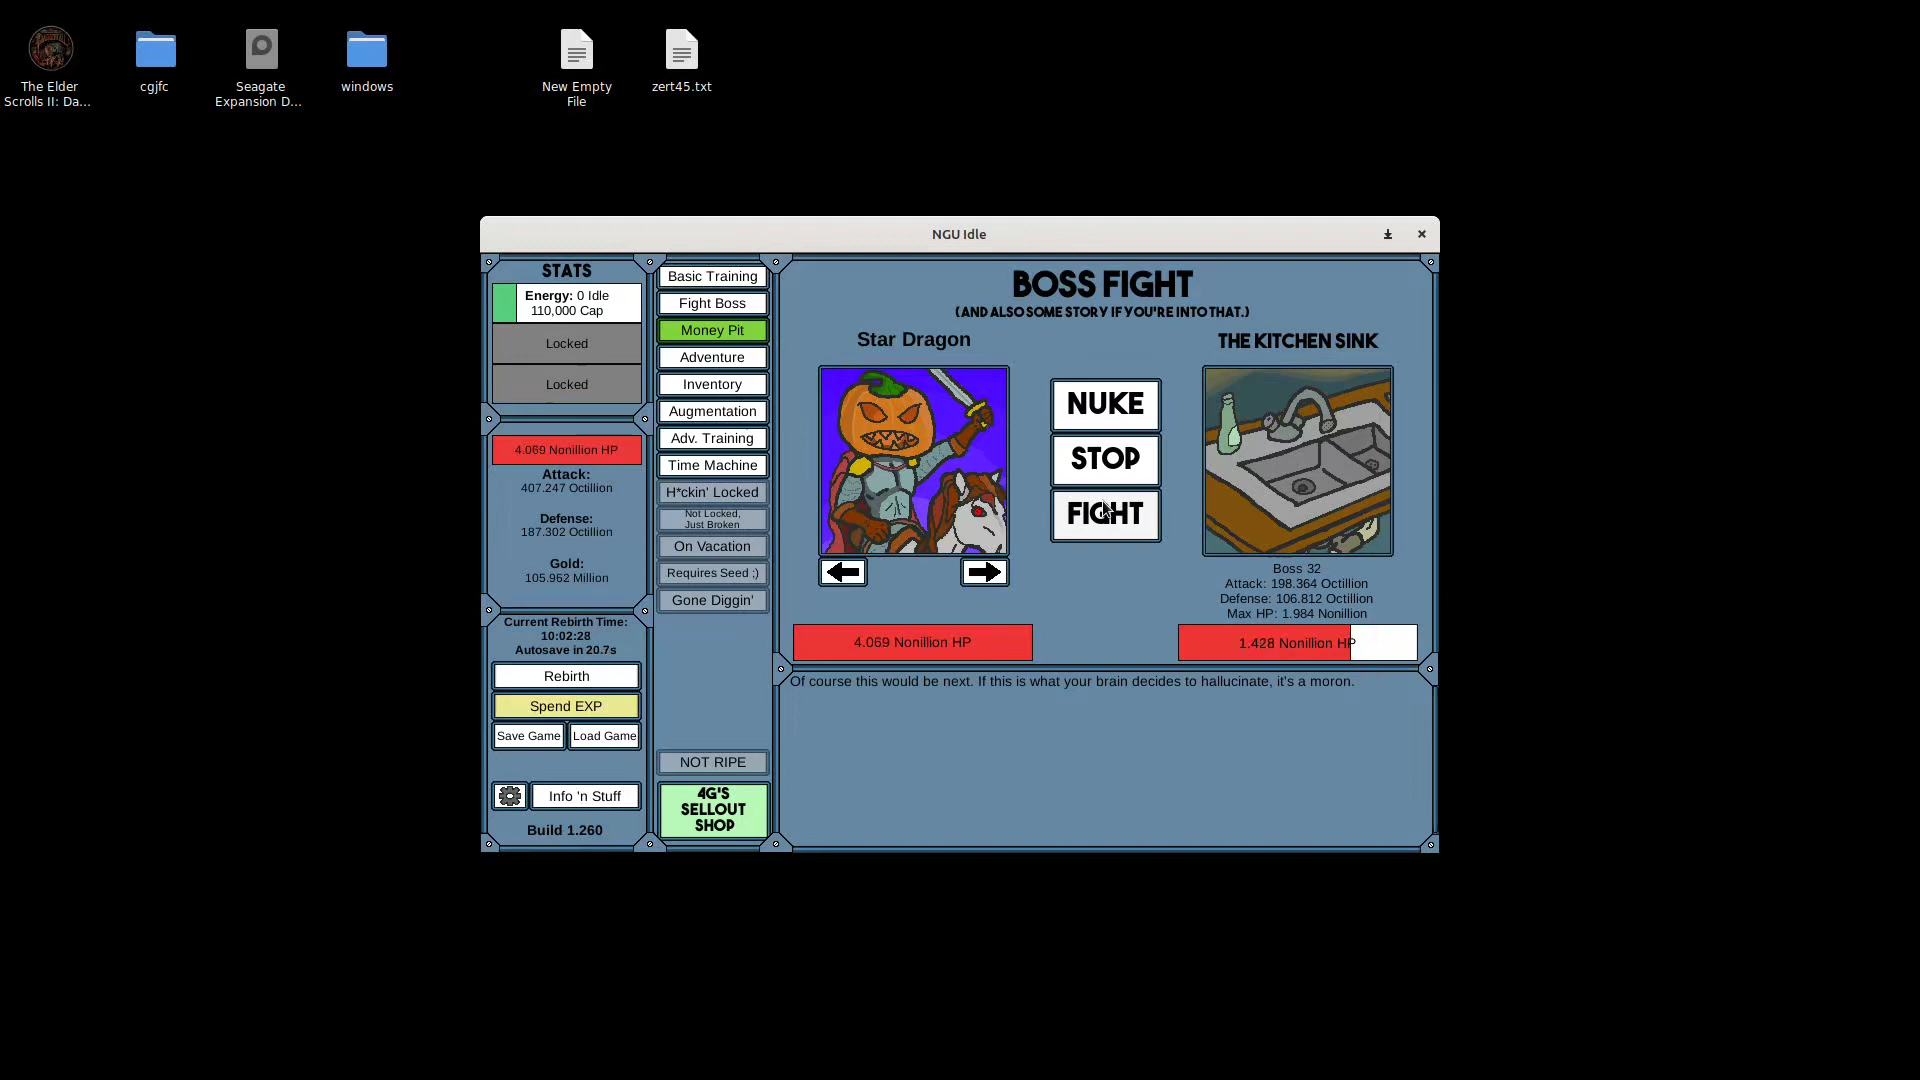 The Elder
Scrolls II: Da...
cgjfc
Seagate
Expansion D...
windows
New Empty
File
zert45.txt
NGU Idle
STATS
Energy: 0 Idle
110,000 Cap
Locked
Locked
4.069 Nonillion HP
Attack:
407.247 Octillion
Defense:
187.302 Octillion
Gold:
105.962 Million
Current Rebirth Time:
10:02:28
Autosave in 20.7s
Rebirth
Spend EXP
Save Game
Load Game
Info 'n Stuff
Build 1.260
Basic Training
Fight Boss
Money Pit
Adventure
Inventory
Augmentation
Adv. Training
Time Machine
H*ckin' Locked
Not Locked,
Just Broken
On Vacation
Requires Seed ;)
Gone Diggin'
NOT RIPE
4G'S
SELLOUT
SHOP
BOSS FIGHT
(AND ALSO SOME STORY IF YOU'RE INTO THAT.)
Star Dragon
THE KITCHEN SINK
NUKE
STOP
FIGHT
Boss 32
Attack: 198.364 Octillion
Defense: 106.812 Octillion
Max HP: 1.984 Nonillion
4.069 Nonillion HP
1.428 Nonillion HP
Of course this would be next. If this is what your brain decides to hallucinate, it's a moron.